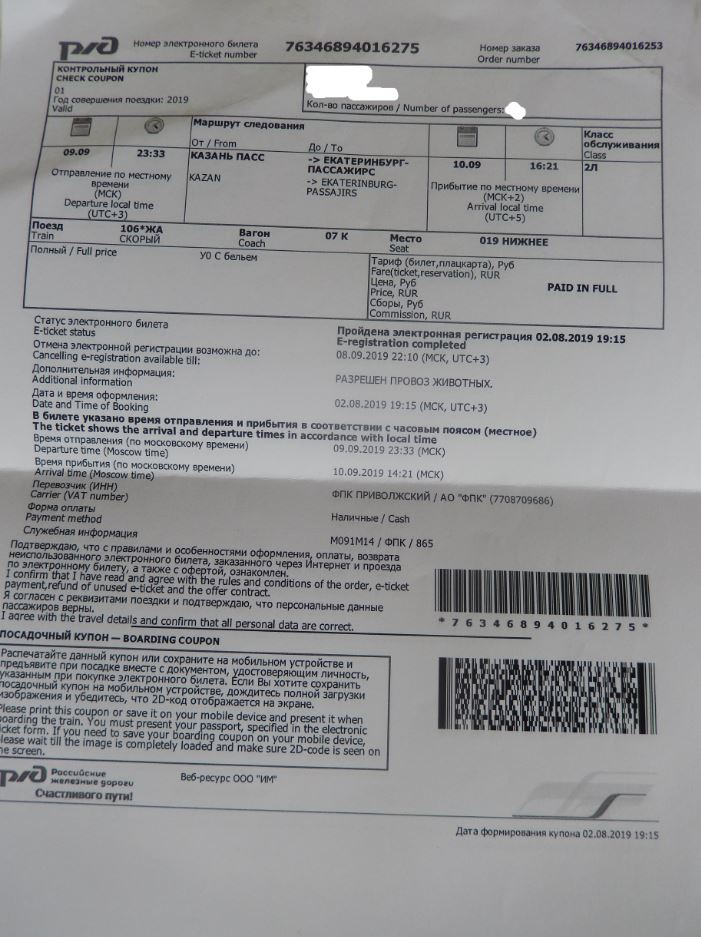 РЖД
Номер электронного билета
E-ticket number
76346894016275
Номер заказа
Order number
76346894016253
КОНТРОЛЬНЫЙ КУПОН
CHECK COUPON
01
Год совершения поездки: 2019
Valid
Кол-во пассажиров / Number of passengers:
09.09 23:33
Отправление по местному
времени
(МСК)
Departure local time
(UTC+3)
Маршрут следования
От / From До / To
КАЗАНЬ ПАСС -> ЕКАТЕРИНБУРГ-
ПАССАЖИРС
KAZAN -> EKATERINBURG-
PASSAJIRS
10.09 16:21
Прибытие по местному времени
(МСК+2)
Arrival local time
(UTC+5)
Класс
обслуживания
Class
2Л
Поезд 106*ЖА Вагон 07 К Место 019 НИЖНЕЕ
Train СКОРЫЙ Coach Seat
Полный / Full price У0 С бельем
Тариф (билет,плацкарта), Руб
Fare(ticket,reservation), RUR
Цена, Руб
Price, RUR
Сборы, Руб
Commission, RUR
PAID IN FULL
Статус электронного билета
E-ticket status
Пройдена электронная регистрация 02.08.2019 19:15
E-registration completed
Отмена электронной регистрации возможна до:
Cancelling e-registration available till:
08.09.2019 22:10 (МСК, UTC+3)
Дополнительная информация:
Additional information
РАЗРЕШЕН ПРОВОЗ ЖИВОТНЫХ.
Дата и время оформления:
Date and Time of Booking
02.08.2019 19:15 (МСК, UTC+3)
В билете указано время отправления и прибытия в соответствии с часовым поясом (местное)
The ticket shows the arrival and departure times in accordance with local time
Время отправления (по московскому времени)
Departure time (Moscow time)
09.09.2019 23:33 (МСК)
Время прибытия (по московскому времени)
Arrival time (Moscow time)
10.09.2019 14:21 (МСК)
Перевозчик (ИНН)
Carrier (VAT number)
ФПК ПРИВОЛЖСКИЙ / АО "ФПК" (7708709686)
Форма оплаты
Payment method
Наличные / Cash
Служебная информация
М091М14 / ФПК / 865
Подтверждаю, что с правилами и особенностями оформления, оплаты, возврата
неиспользованного электронного билета, заказанного через Интернет и проезда
по электронному билету, а также с офертой, ознакомлен.
I confirm that I have read and agree with the rules and conditions of the order, e-ticket
payment,refund of unused e-ticket and the offer contract.
Я согласен с реквизитами поездки и подтверждаю, что персональные данные
пассажиров верны.
I agree with the travel details and confirm that all personal data are correct.
*76346894016275*
ПОСАДОЧНЫЙ КУПОН — BOARDING COUPON
Распечатайте данный купон или сохраните на мобильном устройстве и
предъявите при посадке вместе с документом, удостоверяющим личность,
указанным при покупке электронного билета. Если Вы хотите сохранить
посадочный купон на мобильном устройстве, дождитесь полной загрузки
изображения и убедитесь, что 2D-код отображается на экране.
Please print this coupon or save it on your mobile device and present it when
boarding the train. You must present your passport, specified in the electronic
ticket form. If you need to save your boarding coupon on your mobile device,
please wait till the image is completely loaded and make sure 2D-code is seen on
he screen.
РЖД Российские
железные дороги
Счастливого пути!
Веб-ресурс ООО "ИМ"
Дата формирования купона 02.08.2019 19:15